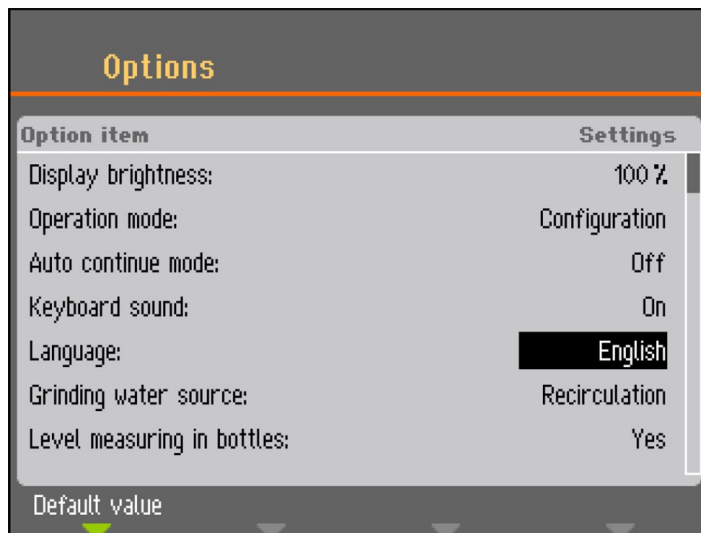 Options
Option item Settings
Display brightness: 100 %
Operation mode: Configuration
Auto continue mode: Off
Keyboard sound: On
Language: English
Grinding water source: Recirculation
Level measuring in bottles: Yes
Default value